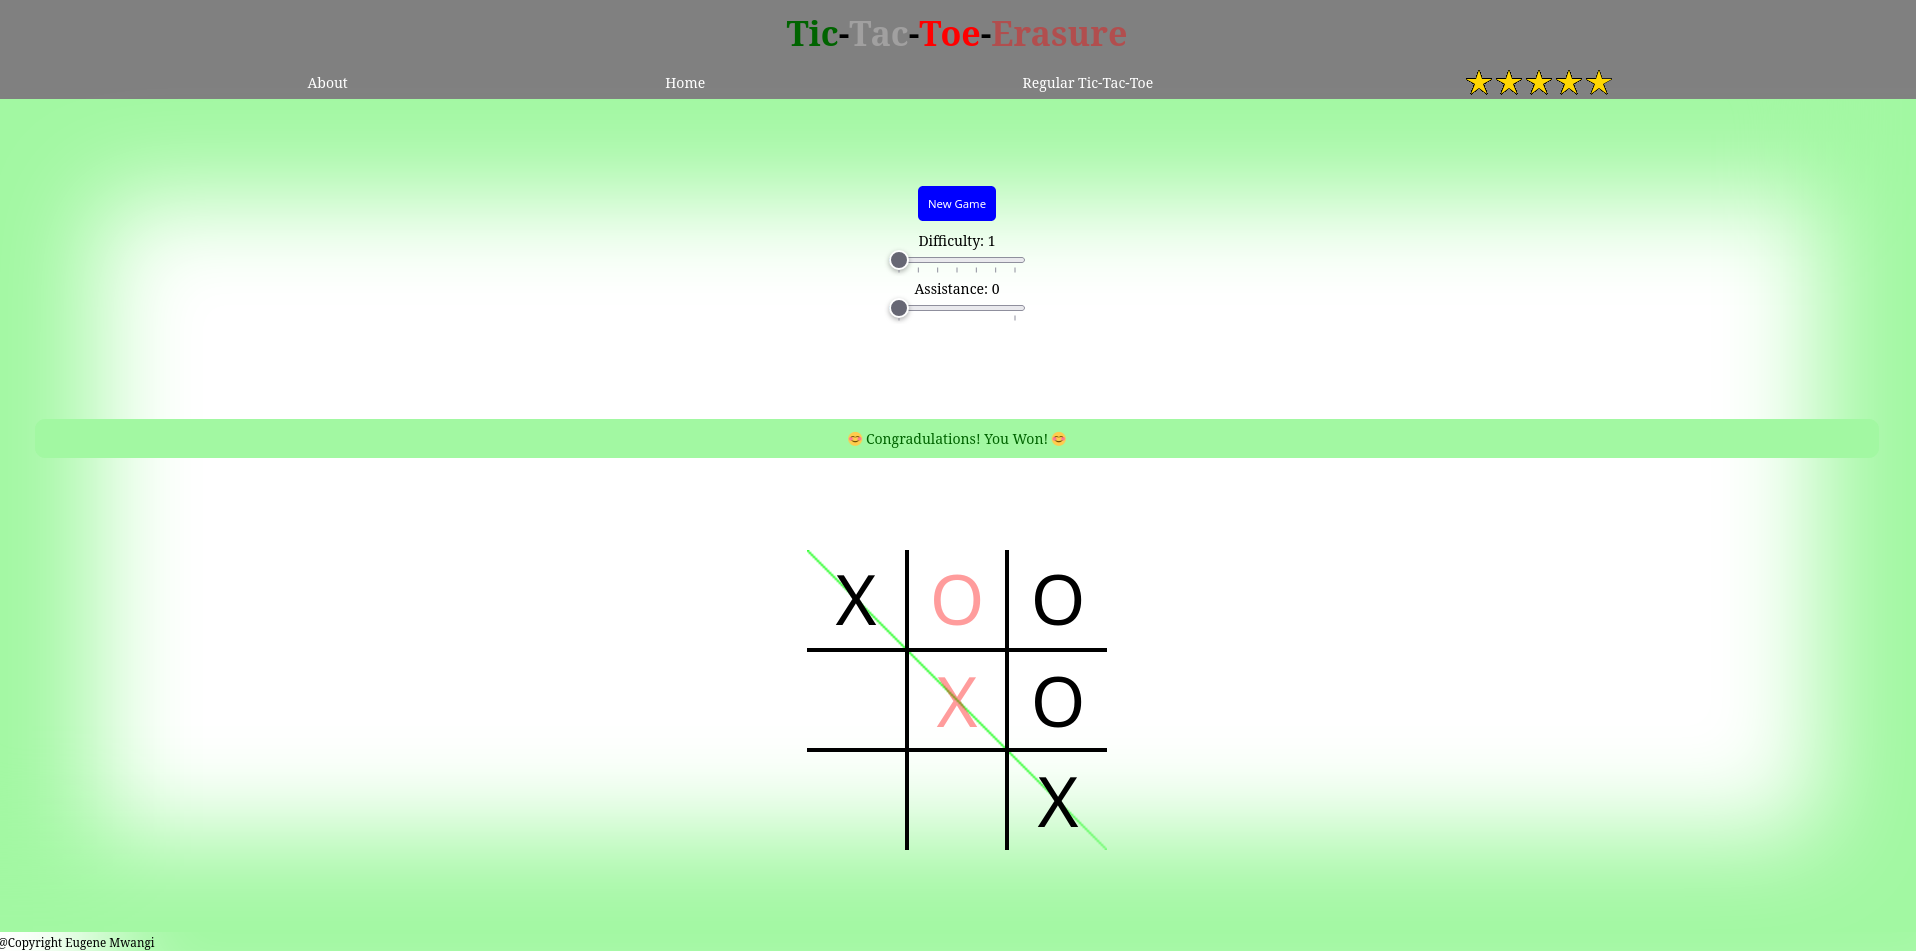 Tic-Tac-Toe-Erasure
About Home Regular Tic-Tac-Toe
New Game
Difficulty: 1
Assistance: 0
😊 Congradulations! You Won! 😊
X O O
X O
X
@Copyright Eugene Mwangi